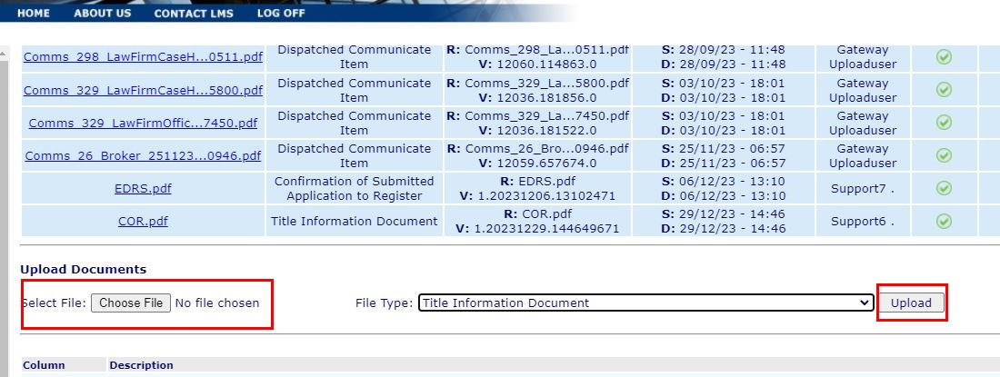 HOME ABOUT US CONTACT LMS LOG OFF
Comms_298_LawFirmCaseH...0511.pdf Dispatched Communicate Item R: Comms_298_La...0511.pdf V: 12060.114863.0 S: 28/09/23 - 11:48 D: 28/09/23 - 11:48 Gateway Uploaduser
Comms_329_LawFirmCaseH...5800.pdf Dispatched Communicate Item R: Comms_329_La...5800.pdf V: 12036.181856.0 S: 03/10/23 - 18:01 D: 03/10/23 - 18:01 Gateway Uploaduser
Comms_329_LawFirmOffic...7450.pdf Dispatched Communicate Item R: Comms_329_La...7450.pdf V: 12036.181522.0 S: 03/10/23 - 18:01 D: 03/10/23 - 18:01 Gateway Uploaduser
Comms_26_Broker_251123...0946.pdf Dispatched Communicate Item R: Comms_26_Bro...0946.pdf V: 12059.657674.0 S: 25/11/23 - 06:57 D: 25/11/23 - 06:57 Gateway Uploaduser
EDRS.pdf Confirmation of Submitted Application to Register R: EDRS.pdf V: 1.20231206.13102471 S: 06/12/23 - 13:10 D: 06/12/23 - 13:10 Support7 .
COR.pdf Title Information Document R: COR.pdf V: 1.20231229.144649671 S: 29/12/23 - 14:46 D: 29/12/23 - 14:46 Support6 .
Upload Documents
Select File: Choose File No file chosen File Type: Title Information Document Upload
Column Description